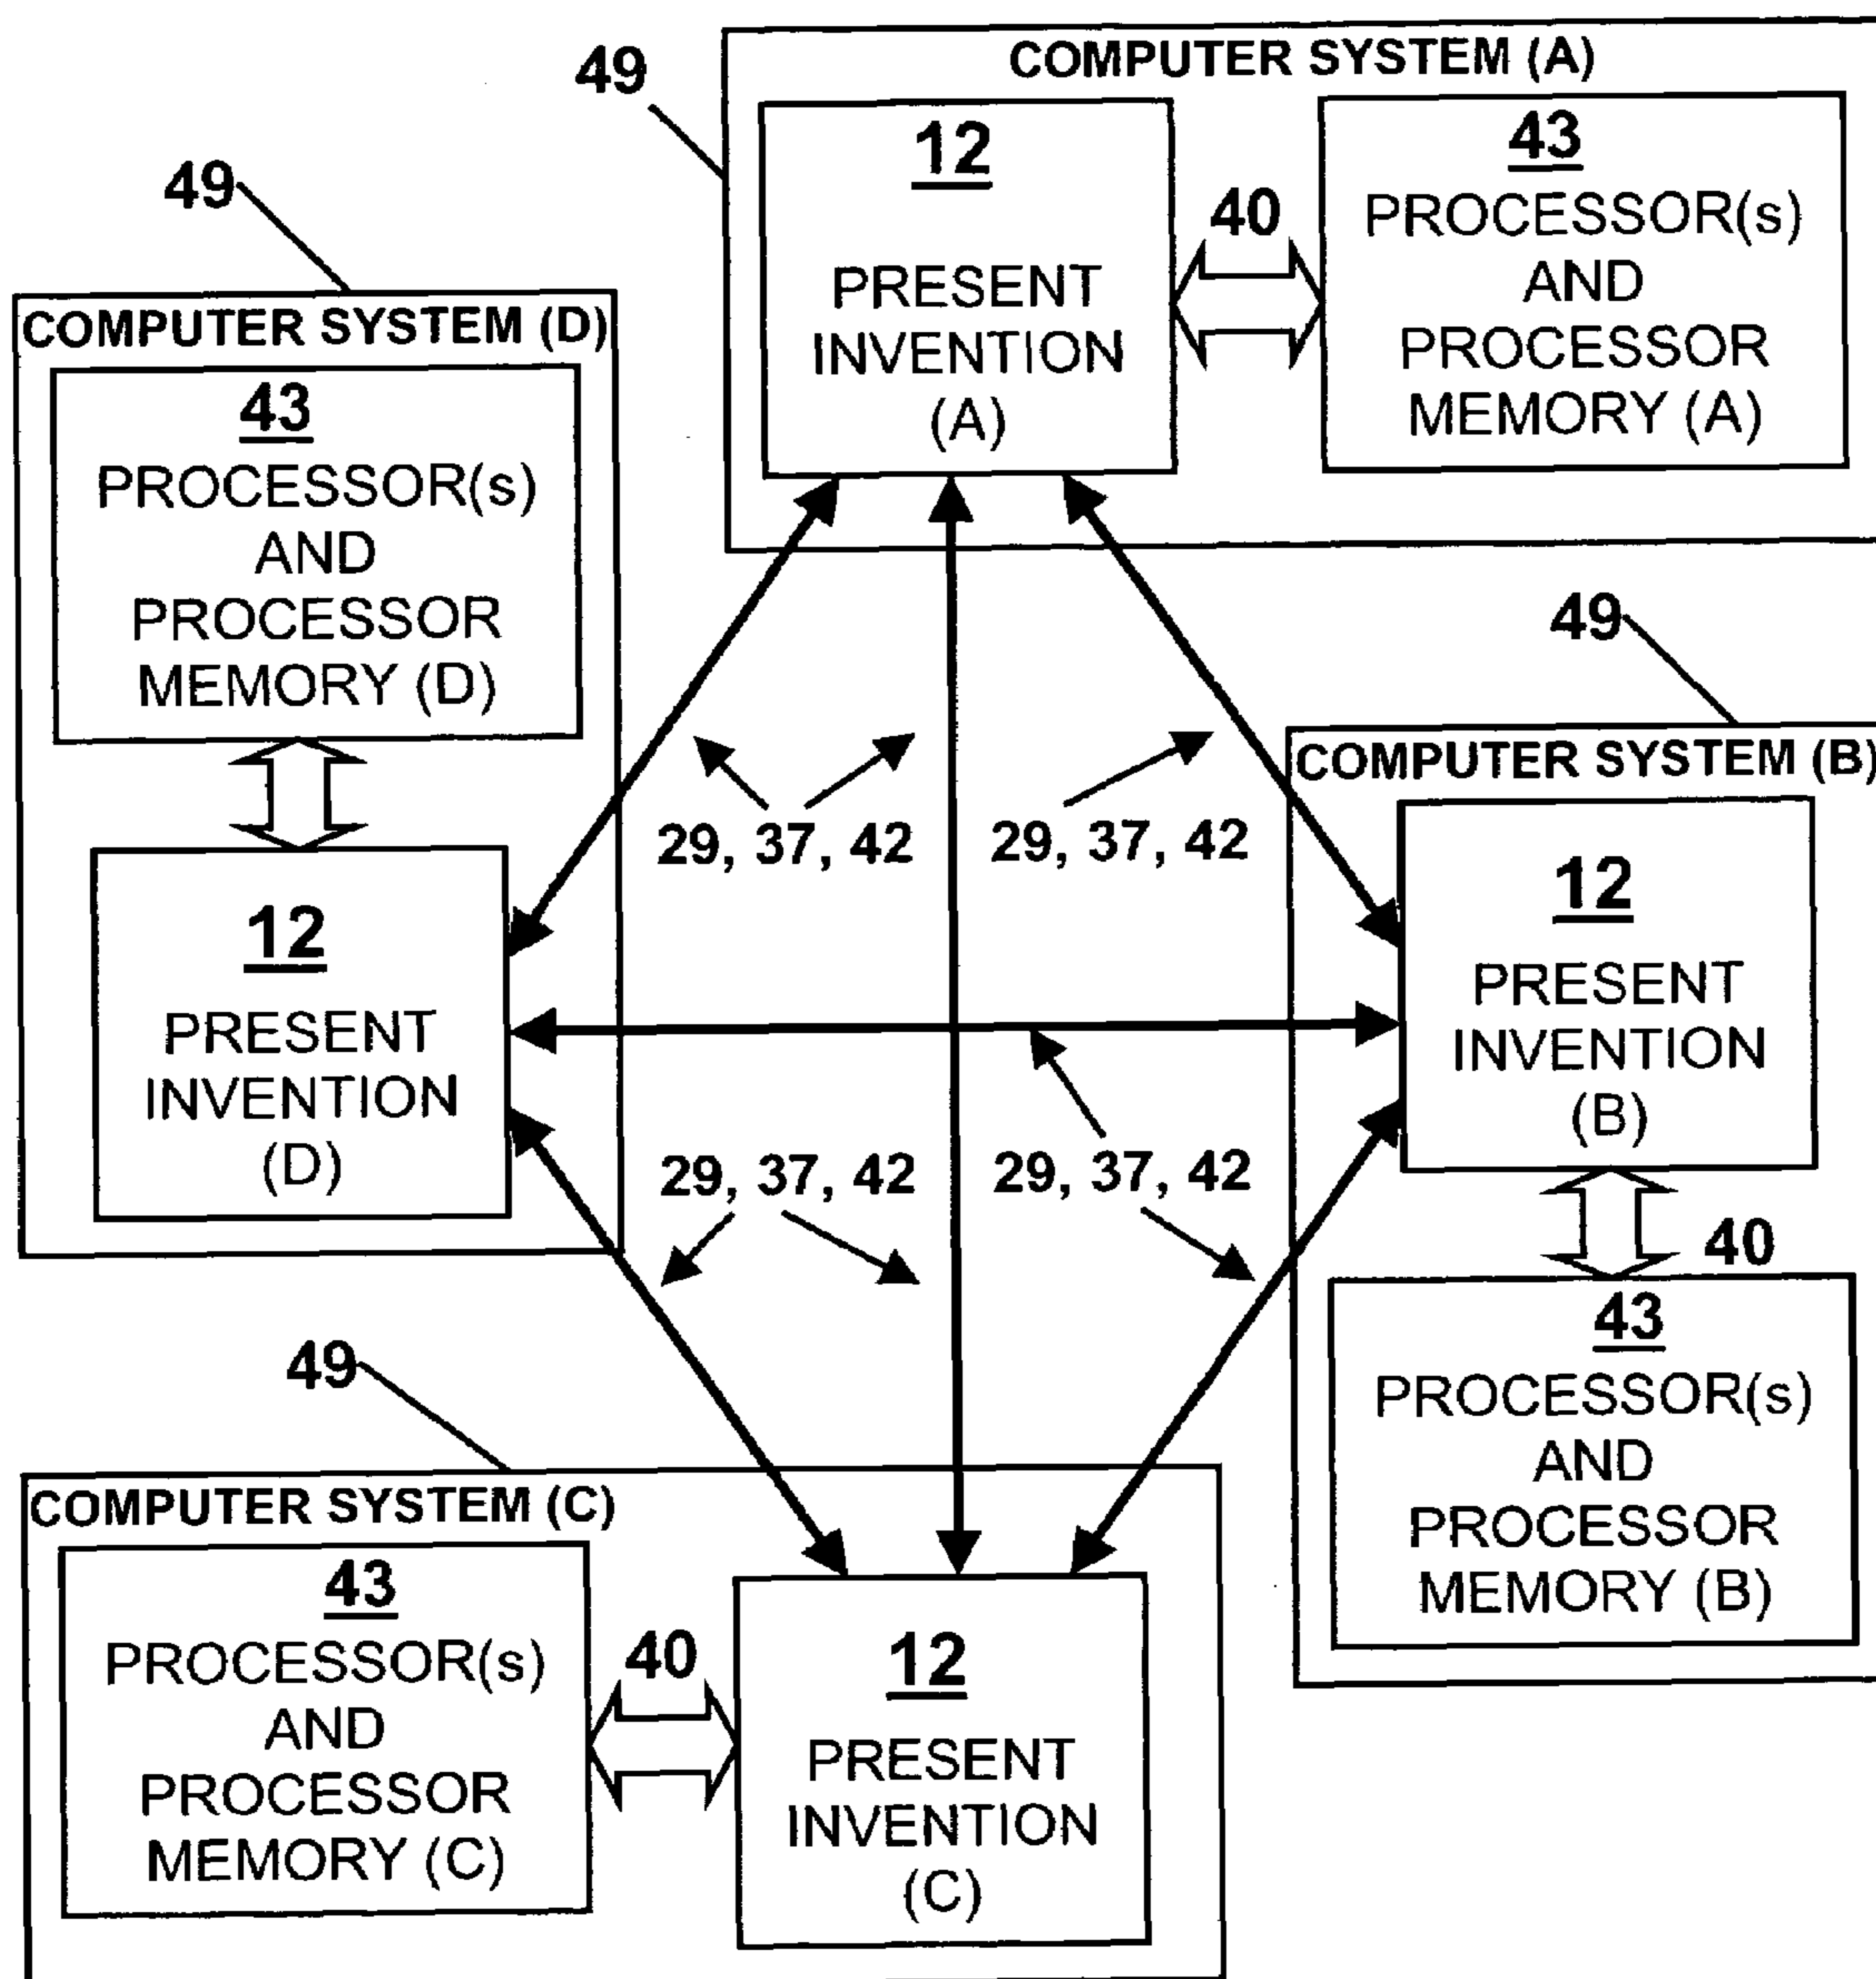 COMPUTER SYSTEM (A)
49
12
PRESENT
INVENTION
(A)
40
43
PROCESSOR(s)
AND
PROCESSOR
MEMORY (A)
49
COMPUTER SYSTEM (D)
43
PROCESSOR(s)
AND
PROCESSOR
MEMORY (D)
12
PRESENT
INVENTION
(D)
29, 37, 42
29, 37, 42
49
COMPUTER SYSTEM (B)
12
PRESENT
INVENTION
(B)
40
43
PROCESSOR(s)
AND
PROCESSOR
MEMORY (B)
29, 37, 42
29, 37, 42
49
COMPUTER SYSTEM (C)
43
PROCESSOR(s)
AND
PROCESSOR
MEMORY (C)
40
12
PRESENT
INVENTION
(C)